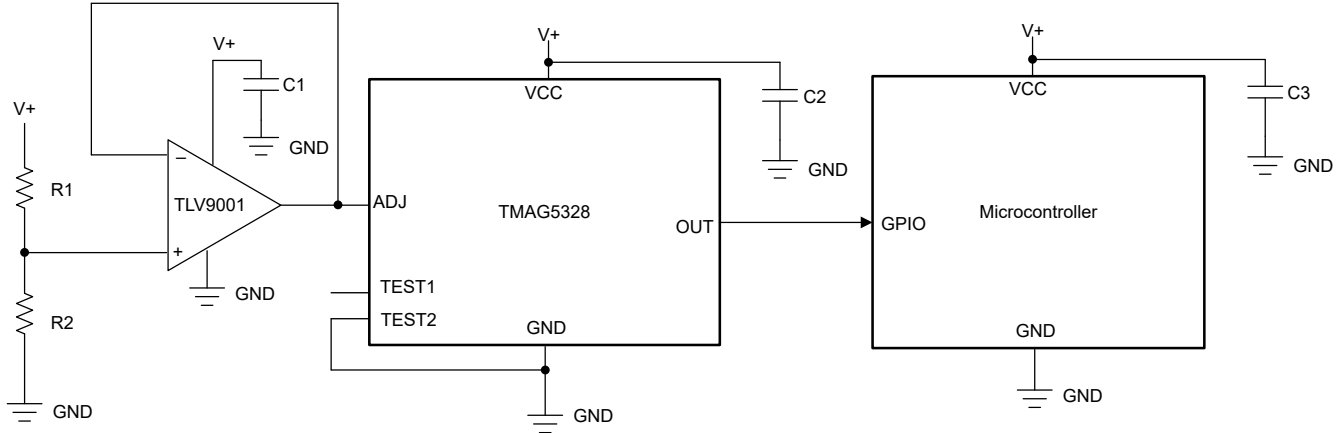 V+
C1
GND
V+
R1
R2
GND
−
TLV9001
+
GND
V+
VCC
C2
GND
ADJ
TMAG5328
OUT
TEST1
TEST2
GND
GND
V+
VCC
C3
GND
GPIO
Microcontroller
GND
GND